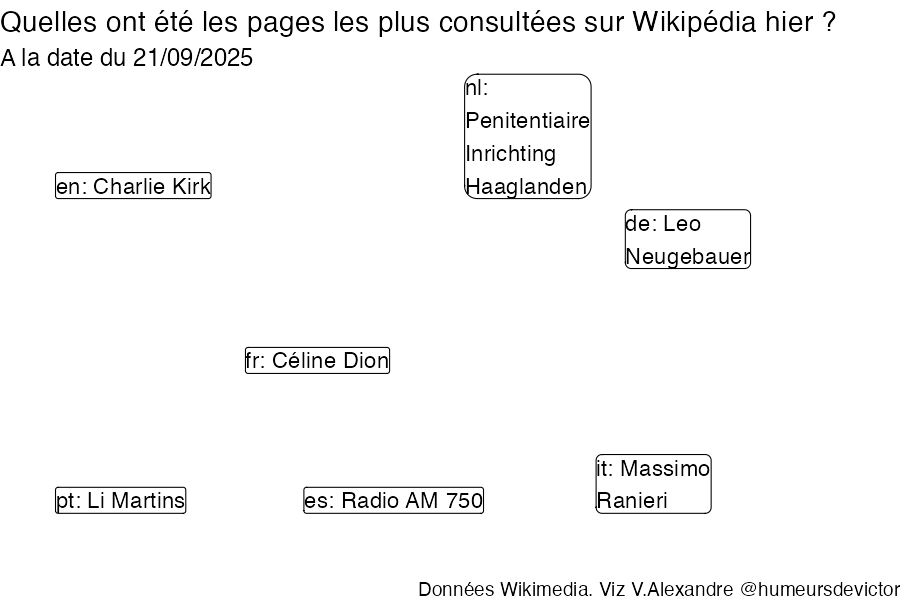 Quelles ont été les pages les plus consultées sur Wikipédia hier ?
A la date du 21/09/2025
nl:
Penitentiaire
Inrichting
Haaglanden
en: Charlie Kirk
de: Leo
Neugebauer
fr: Céline Dion
it: Massimo
Ranieri
pt: Li Martins
es: Radio AM 750
Données Wikimedia. Viz V.Alexandre @humeursdevictor